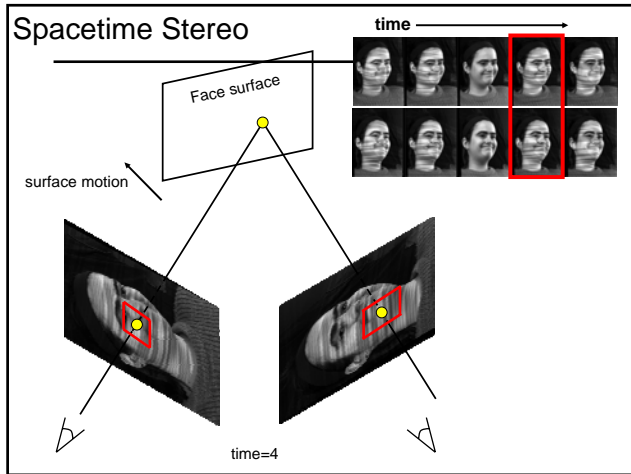 Spacetime Stereo
time
Face surface
surface motion
time=4